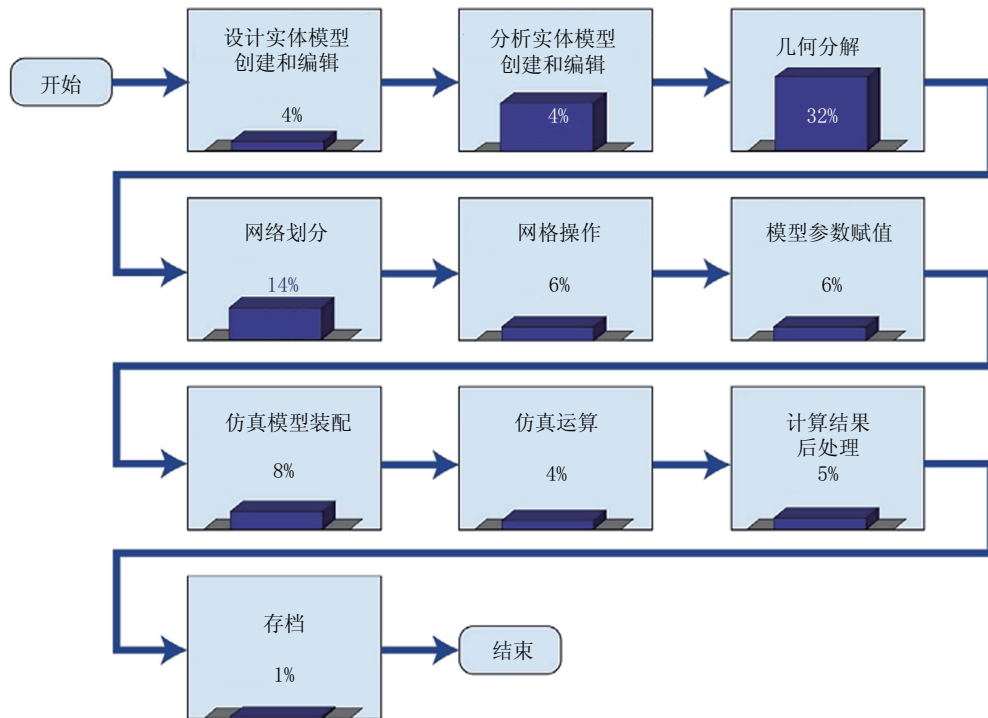 开始
设计实体模型
创建和编辑
4%
分析实体模型
创建和编辑
4%
几何分解
32%
网络划分
14%
网格操作
6%
模型参数赋值
6%
仿真模型装配
8%
仿真运算
4%
计算结果
后处理
5%
存档
1%
结束